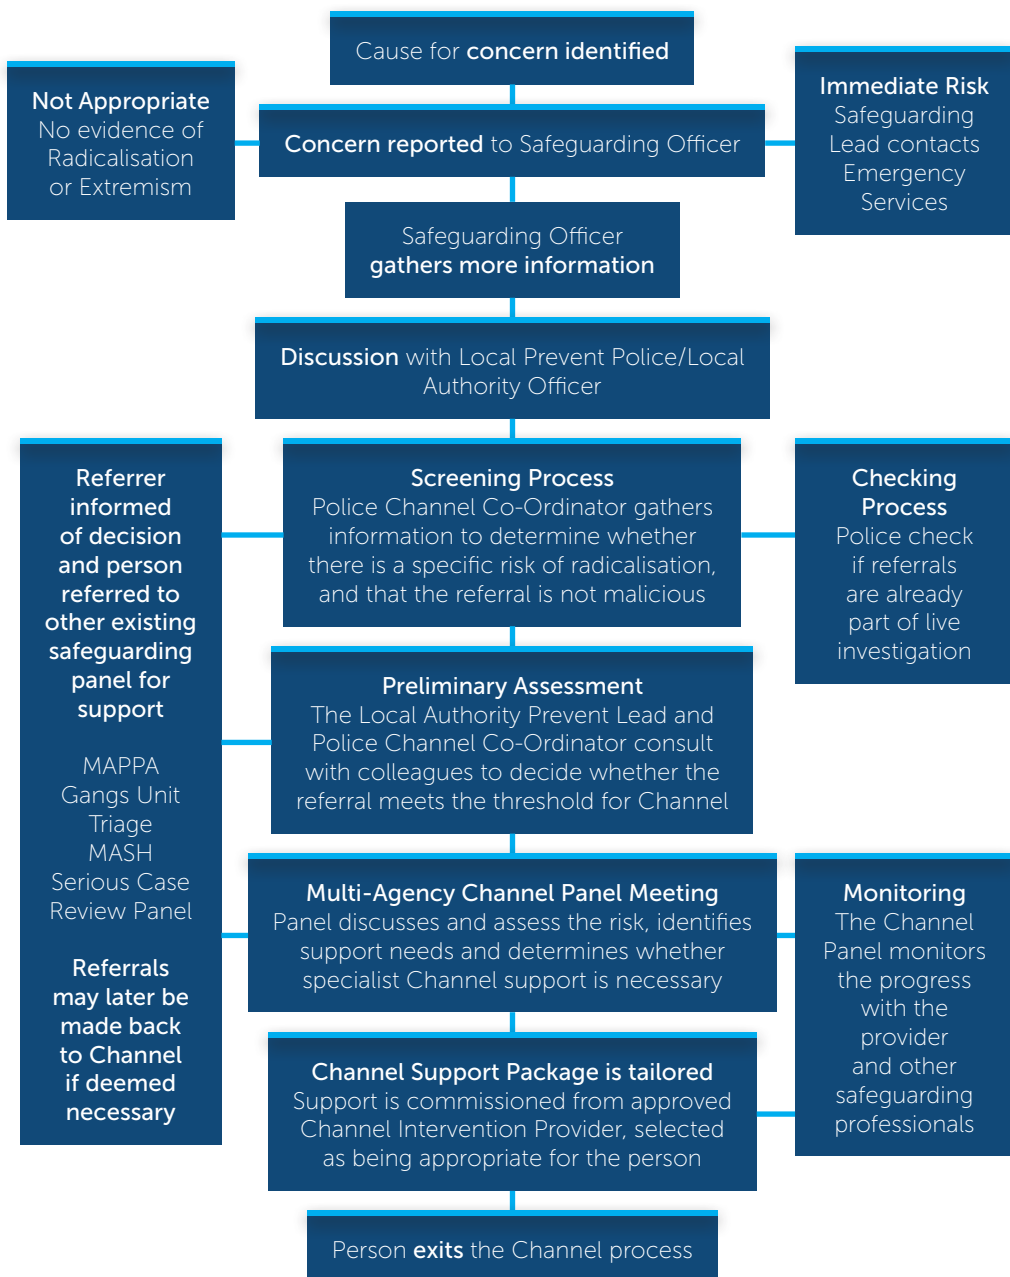 Cause for concern identified
Not Appropriate
No evidence of
Radicalisation
or Extremism
Concern reported to Safeguarding Officer
Immediate Risk
Safeguarding
Lead contacts
Emergency
Services
Safeguarding Officer
gathers more information
Discussion with Local Prevent Police/Local
Authority Officer
Referrer
informed
of decision
and person
referred to
other existing
safeguarding
panel for
support
MAPPA
Gangs Unit
Triage
MASH
Serious Case
Review Panel
Referrals
may later be
made back
to Channel
if deemed
necessary
Screening Process
Police Channel Co-Ordinator gathers
information to determine whether
there is a specific risk of radicalisation,
and that the referral is not malicious
Checking
Process
Police check
if referrals
are already
part of live
investigation
Preliminary Assessment
The Local Authority Prevent Lead and
Police Channel Co-Ordinator consult
with colleagues to decide whether the
referral meets the threshold for Channel
Multi-Agency Channel Panel Meeting
Panel discusses and assess the risk, identifies
support needs and determines whether
specialist Channel support is necessary
Monitoring
The Channel
Panel monitors
the progress
with the
provider
and other
safeguarding
professionals
Channel Support Package is tailored
Support is commissioned from approved
Channel Intervention Provider, selected
as being appropriate for the person
Person exits the Channel process